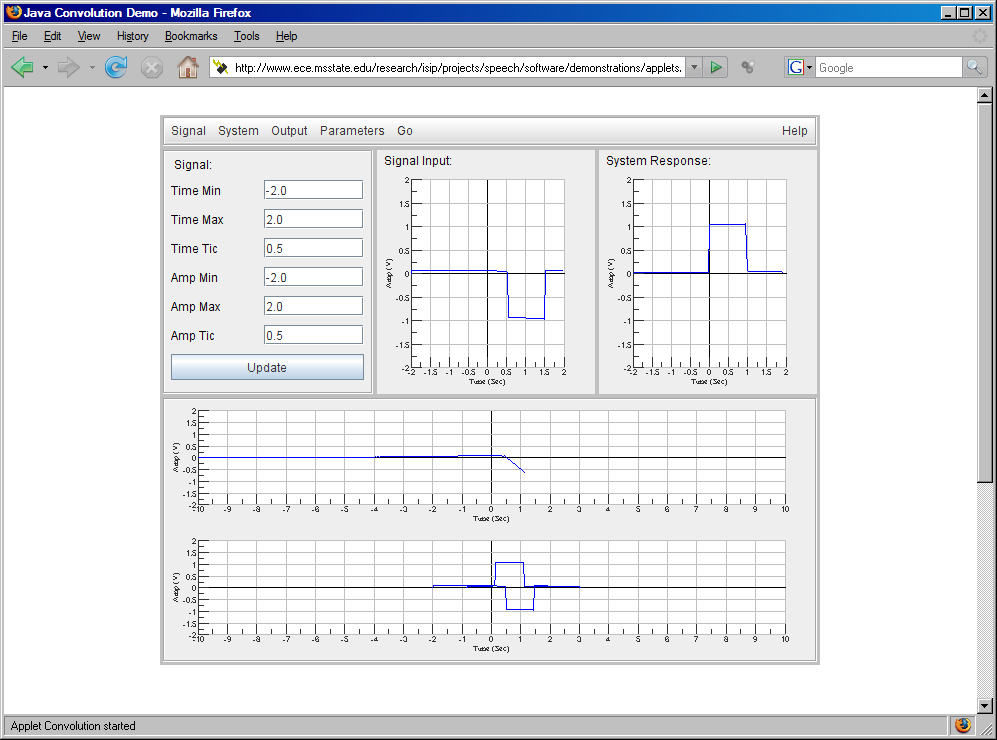 Java Convolution Demo - Mozilla Firefox
File Edit View History Bookmarks Tools Help
http://www.ece.msstate.edu/research/isip/projects/speech/software/demonstrations/applets. G Google
Signal System Output Parameters Go Help
Signal:
Time Min -2.0
Time Max 2.0
Time Tic 0.5
Amp Min -2.0
Amp Max 2.0
Amp Tic 0.5
Update
Signal Input:
2
1.5
1
0.5
0
-0.5
-1
-1.5
-2
Amp (V)
-2 -1.5 -1 -0.5 0 0.5 1 1.5 2
Time (Sec)
System Response:
2
1.5
1
0.5
0
-0.5
-1
-1.5
-2
Amp (V)
-2 -1.5 -1 -0.5 0 0.5 1 1.5 2
Time (Sec)
2
1.5
1
0.5
0
-0.5
-1
-1.5
-2
Amp (V)
-10 -9 -8 -7 -6 -5 -4 -3 -2 -1 0 1 2 3 4 5 6 7 8 9 10
Time (Sec)
2
1.5
1
0.5
0
-0.5
-1
-1.5
-2
Amp (V)
-10 -9 -8 -7 -6 -5 -4 -3 -2 -1 0 1 2 3 4 5 6 7 8 9 10
Time (Sec)
Applet Convolution started